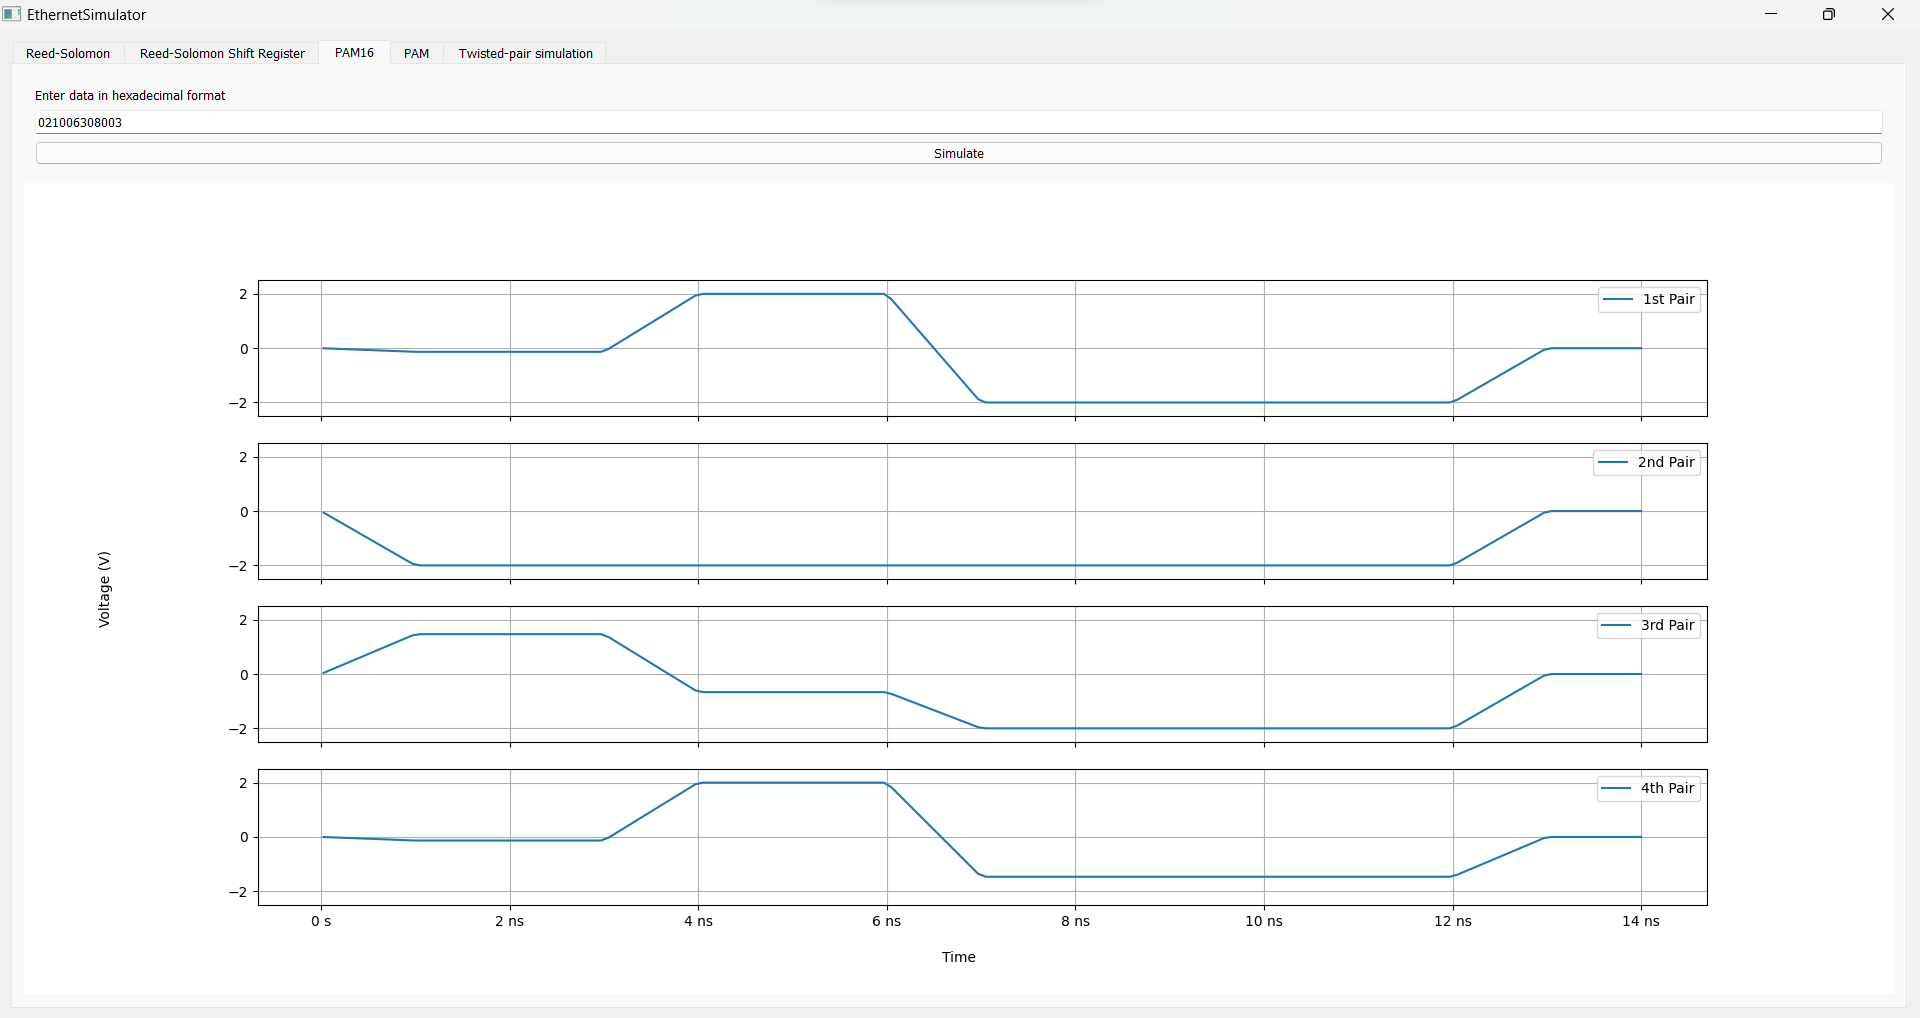 EthernetSimulator
Reed-Solomon Reed-Solomon Shift Register PAM16 PAM Twisted-pair simulation
Enter data in hexadecimal format
021006308003
Simulate
2
0
−2
1st Pair
2
0
−2
2nd Pair
Voltage (V)
2
0
−2
3rd Pair
2
0
−2
4th Pair
0 s 2 ns 4 ns 6 ns 8 ns 10 ns 12 ns 14 ns
Time